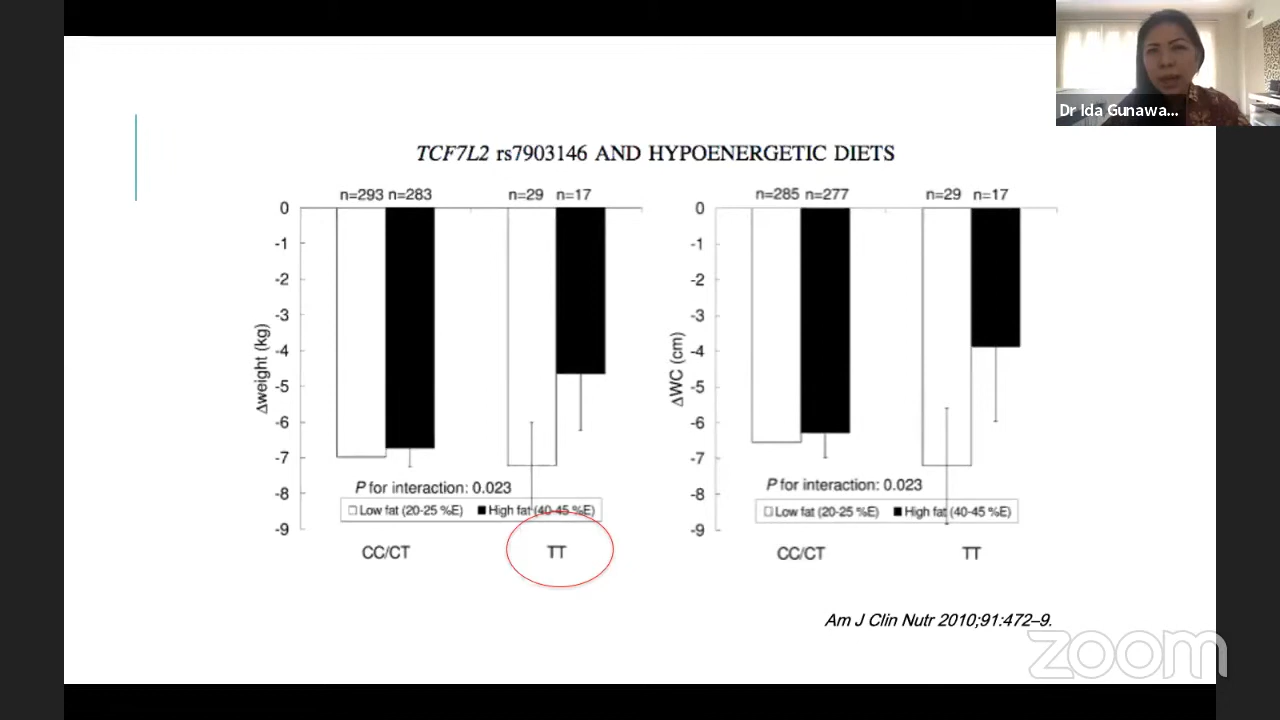 Dr Ida Gunawa...
TCF7L2 rs7903146 AND HYPOENERGETIC DIETS
n=293 n=283 n=29 n=17
0
-1
-2
-3
-4
-5
-6
-7
-8
-9
Δweight (kg)
P for interaction: 0.023
Low fat (20-25 %E) High fat (40-45 %E)
CC/CT TT
n=285 n=277 n=29 n=17
0
-1
-2
-3
-4
-5
-6
-7
-8
-9
ΔWC (cm)
P for interaction: 0.023
Low fat (20-25 %E) High fat (40-45 %E)
CC/CT TT
Am J Clin Nutr 2010;91:472–9.
zoom